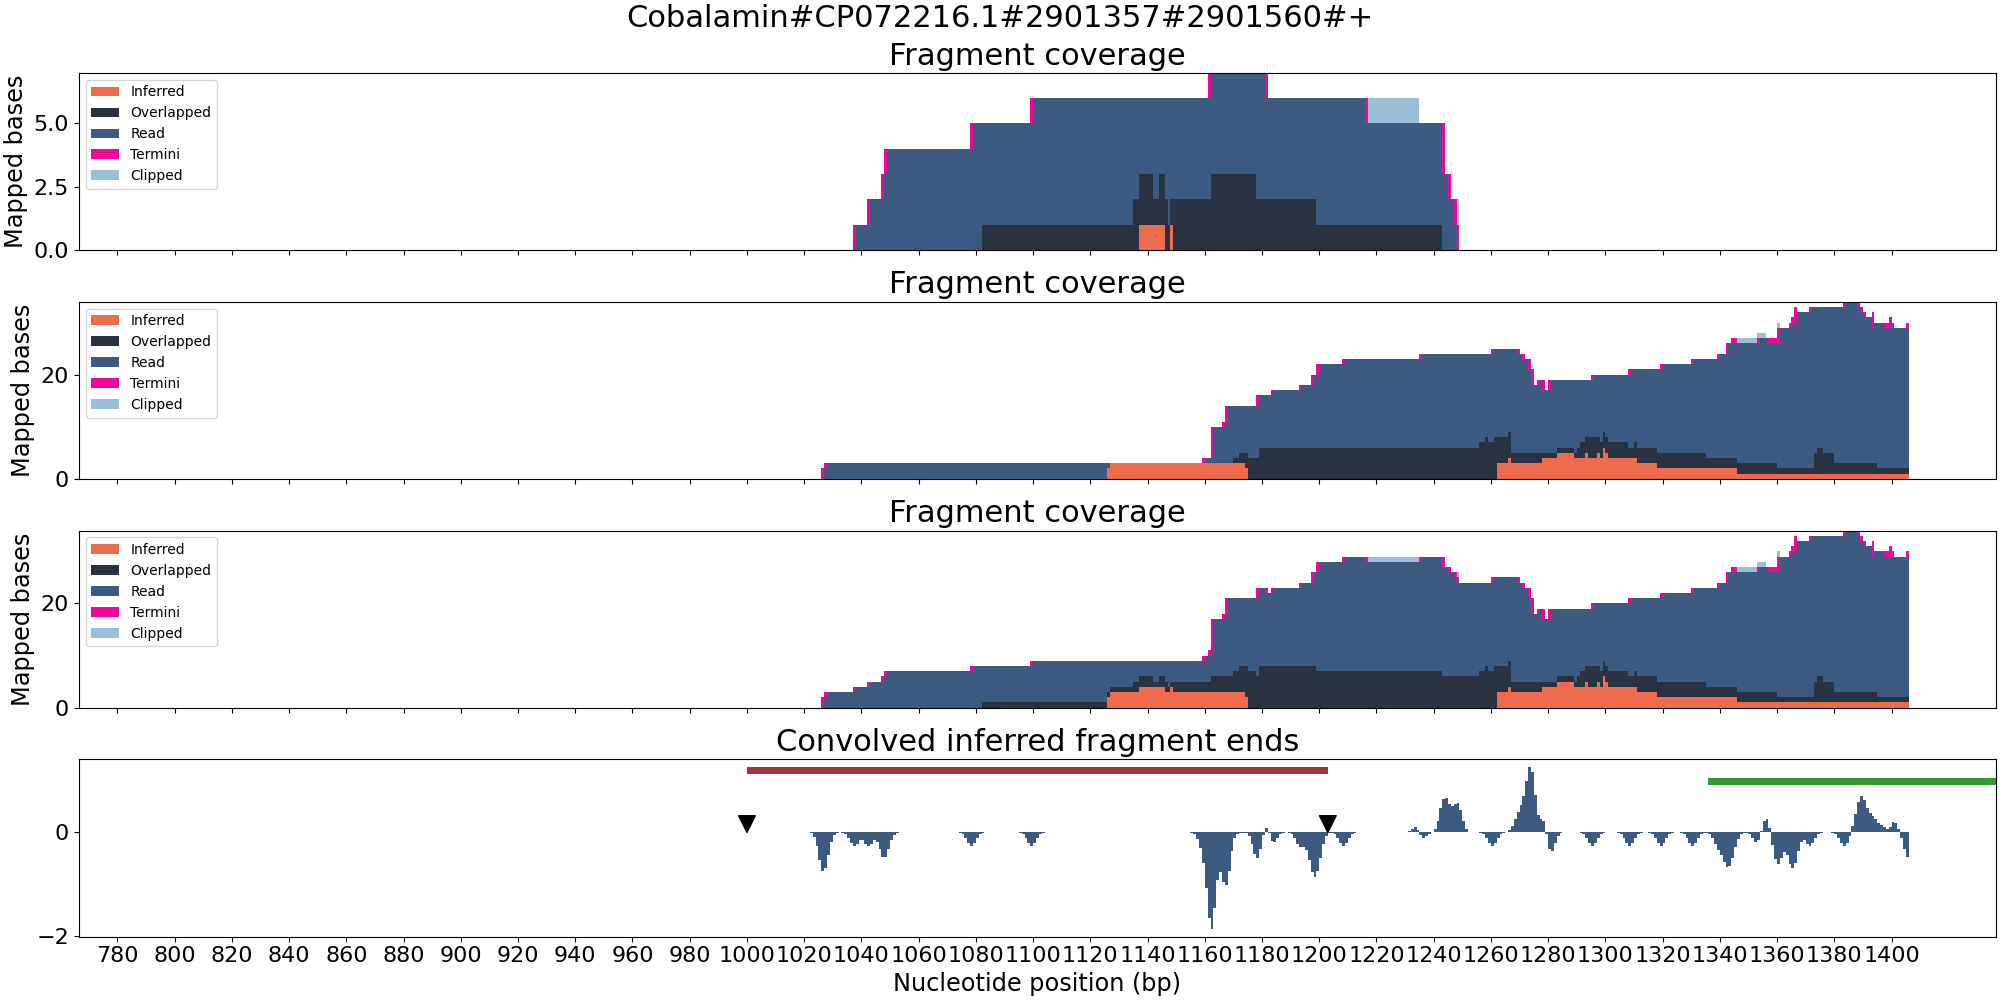 Cobalamin#CP072216.1#2901357#2901560#+
Fragment coverage
Mapped bases
5.0
2.5
0.0
Inferred
Overlapped
Read
Termini
Clipped
Fragment coverage
Mapped bases
20
0
Inferred
Overlapped
Read
Termini
Clipped
Fragment coverage
Mapped bases
20
0
Inferred
Overlapped
Read
Termini
Clipped
Convolved inferred fragment ends
0
−2
780 800 820 840 860 880 900 920 940 960 980 1000 1020 1040 1060 1080 1100 1120 1140 1160 1180 1200 1220 1240 1260 1280 1300 1320 1340 1360 1380 1400
Nucleotide position (bp)